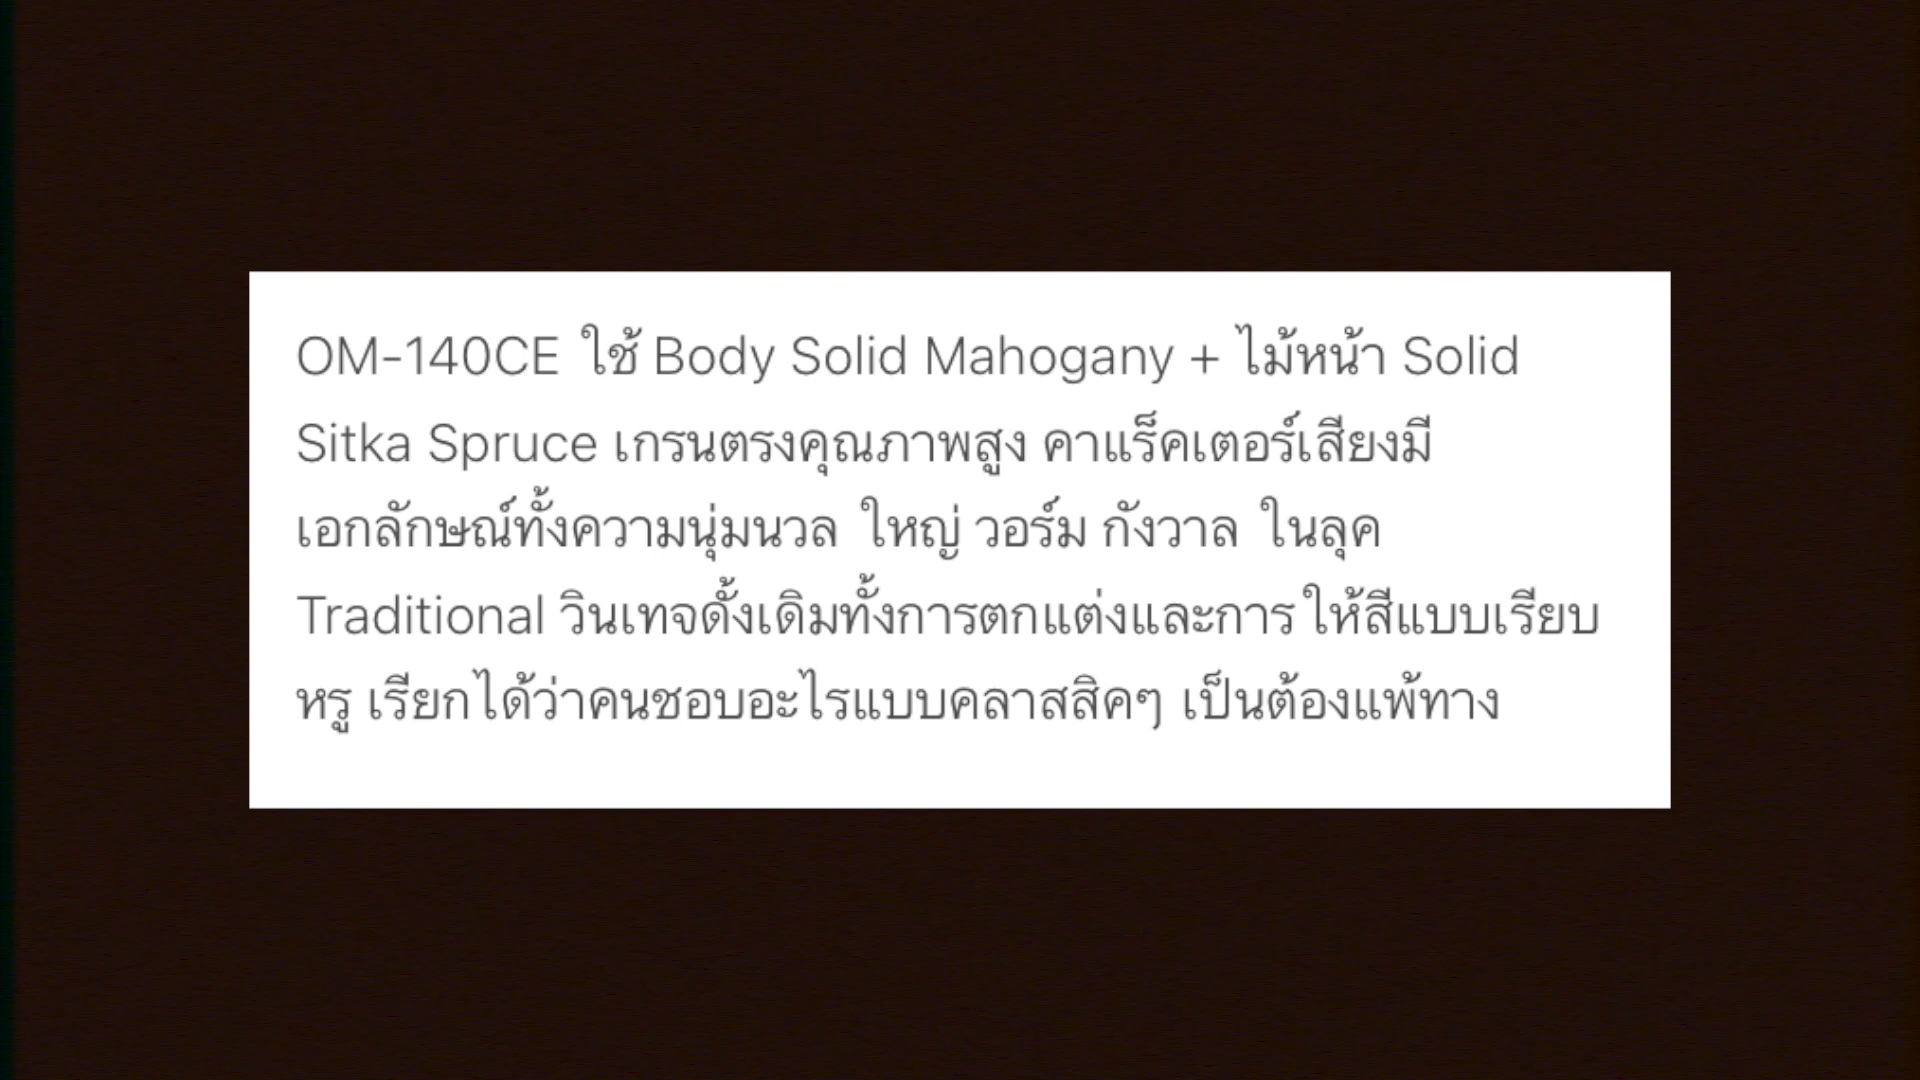 OM-140CE ใช้ Body Solid Mahogany + ไม้หน้า Solid
Sitka Spruce เกรนตรงคุณภาพสูง คาแร็คเตอร์เสียงมี
เอกลักษณ์ทั้งความนุ่มนวล ใหญ่ วอร์ม กังวาล ในลุค
Traditional วินเทจดั้งเดิมทั้งการตกแต่งและการให้สีแบบเรียบ
หรู เรียกได้ว่าคนชอบอะไรแบบคลาสสิคๆ เป็นต้องแพ้ทาง